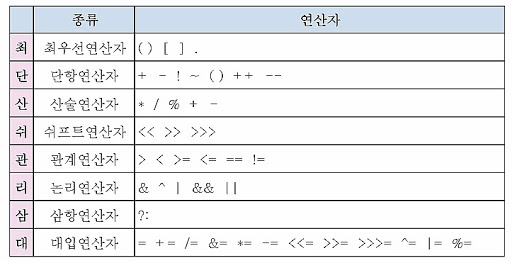 종류 연산자
최 최우선연산자 ( ) [ ] .
단 단항연산자 + - ! ~ ( ) ++ --
산 산술연산자 * / % + -
쉬 쉬프트연산자 << >> >>>
관 관계연산자 > < >= <= == !=
리 논리연산자 & ^ | && ||
삼 삼항연산자 ?:
대 대입연산자 = += /= &= *= -= <<= >>= >>>= ^= |= %=